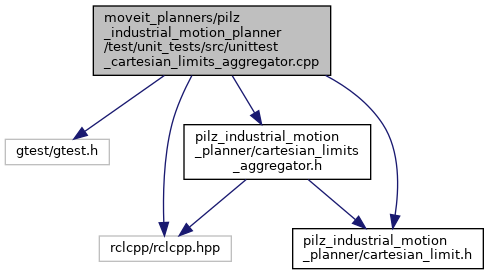 moveit_planners/pilz
_industrial_motion_planner
/test/unit_tests/src/unittest
_cartesian_limits_aggregator.cpp
gtest/gtest.h
pilz_industrial_motion
_planner/cartesian_limits
_aggregator.h
rclcpp/rclcpp.hpp
pilz_industrial_motion
_planner/cartesian_limit.h